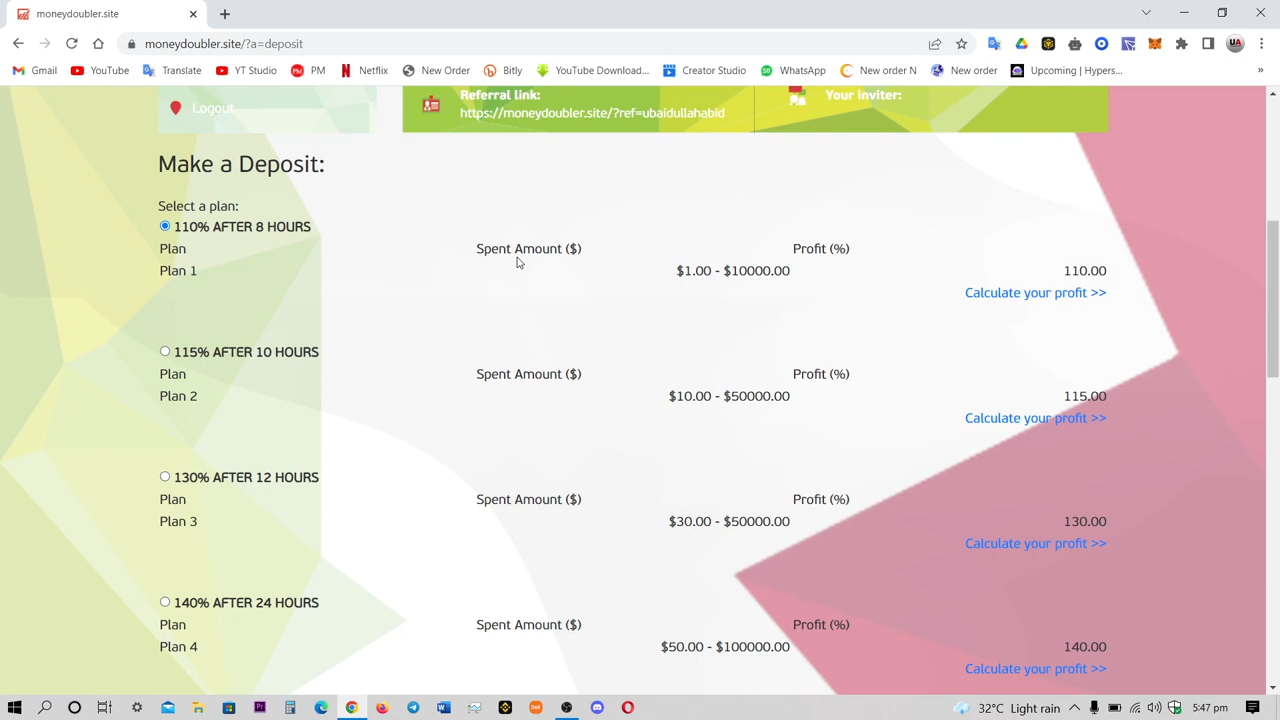 moneydoubler.site
moneydoubler.site/?a=deposit
UA
Gmail YouTube Translate YT Studio PM PM Netflix New Order Bitly YouTube Download... Creator Studio WhatsApp New order N New order Upcoming | Hypers... »
Logout
Referral link:
https://moneydoubler.site/?ref=ubaidullahabid
Your inviter:
Make a Deposit:
Select a plan:
110% AFTER 8 HOURS
Plan Spent Amount ($) Profit (%)
Plan 1 $1.00 - $10000.00 110.00
Calculate your profit >>
115% AFTER 10 HOURS
Plan Spent Amount ($) Profit (%)
Plan 2 $10.00 - $50000.00 115.00
Calculate your profit >>
130% AFTER 12 HOURS
Plan Spent Amount ($) Profit (%)
Plan 3 $30.00 - $50000.00 130.00
Calculate your profit >>
140% AFTER 24 HOURS
Plan Spent Amount ($) Profit (%)
Plan 4 $50.00 - $100000.00 140.00
Calculate your profit >>
32°C Light rain 5:47 pm